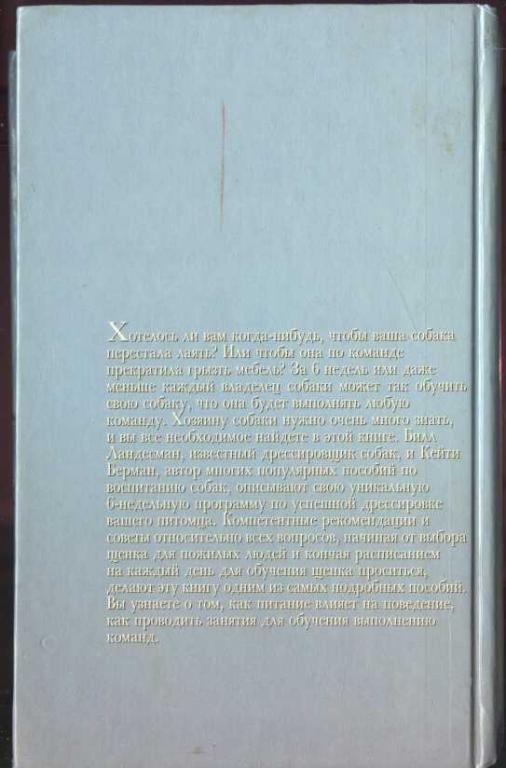 Хотелось ли вам когда-нибудь, чтобы ваша собака
перестала лаять? Или чтобы она по команде
прекратила грызть мебель? За 6 недель или даже
меньше каждый владелец собаки может так обучить
свою собаку, что она будет выполнять любую
команду. Хозяину собаки нужно очень много знать,
и вы все необходимое найдете в этой книге. Билл
Ландесман, известный дрессировщик собак, и Кейти
Берман, автор многих популярных пособий по
воспитанию собак, описывают свою уникальную
6-недельную программу по успешной дрессировке
вашего питомца. Компетентные рекомендации и
советы относительно всех вопросов, начиная от выбора
щенка для пожилых людей и кончая расписанием
на каждый день для обучения щенка проситься,
делают эту книгу одним из самых подробных пособий.
Вы узнаете о том, как питание влияет на поведение,
как проводить занятия для обучения выполнению
команд.